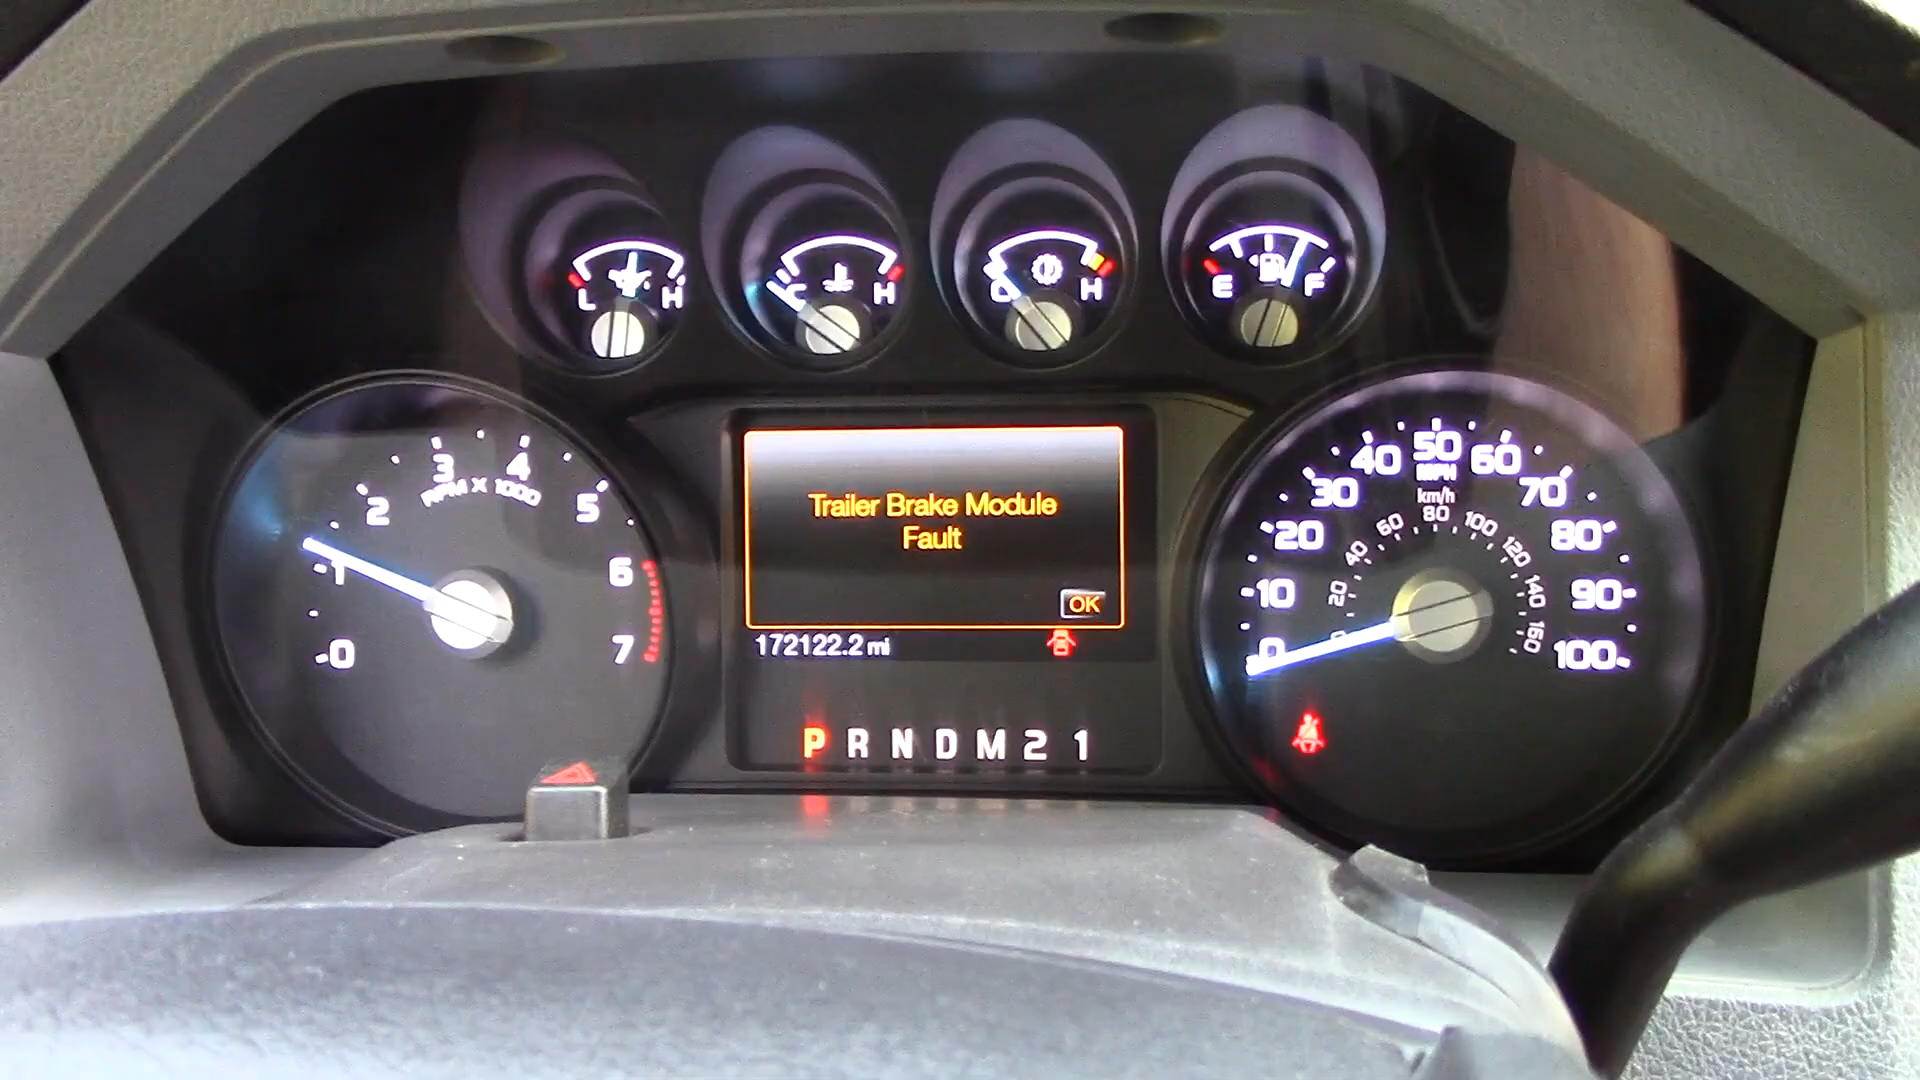 L H
C H
C H
E F
0 1 2 3 4 5 6 7
RPM X 1000
Trailer Brake Module
Fault
OK
172122.2 mi
P R N D M 2 1
0 10 20 30 40 50 60 70 80 90 100
MPH
km/h
0 20 40 60 80 100 120 140 160